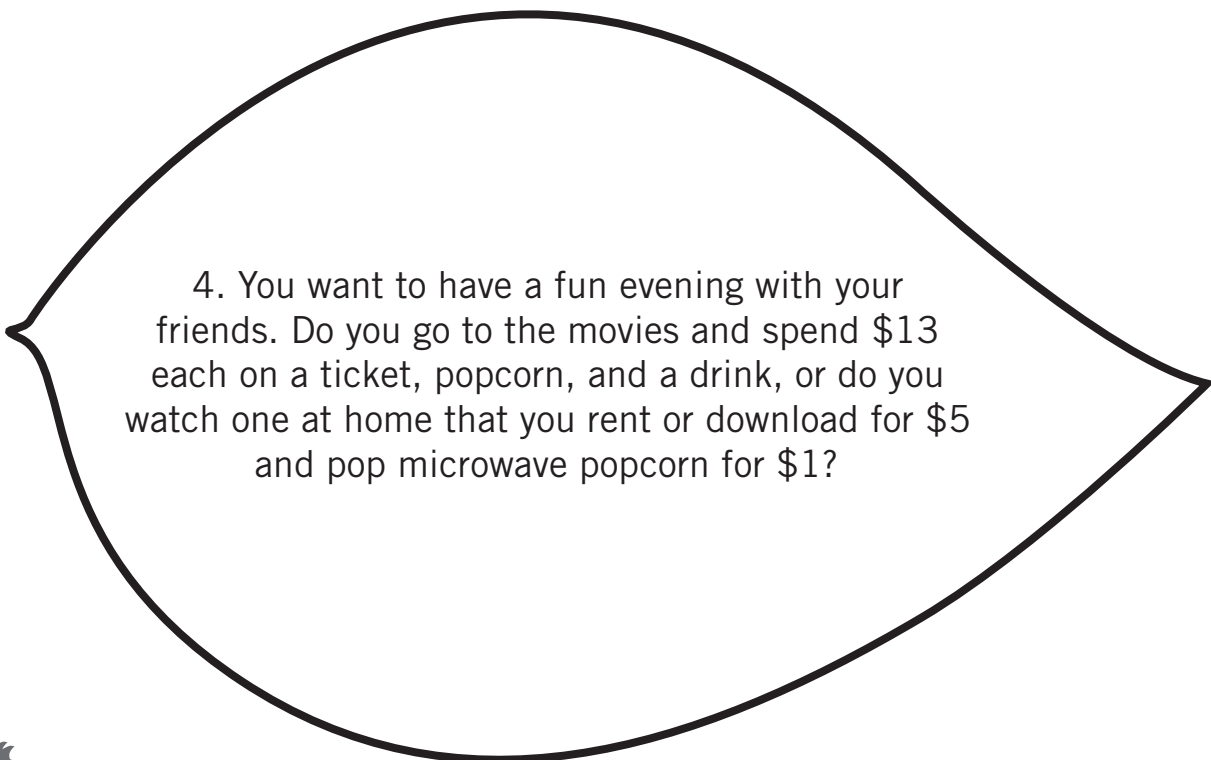 4. You want to have a fun evening with your
friends. Do you go to the movies and spend $13
each on a ticket, popcorn, and a drink, or do you
watch one at home that you rent or download for $5
and pop microwave popcorn for $1?